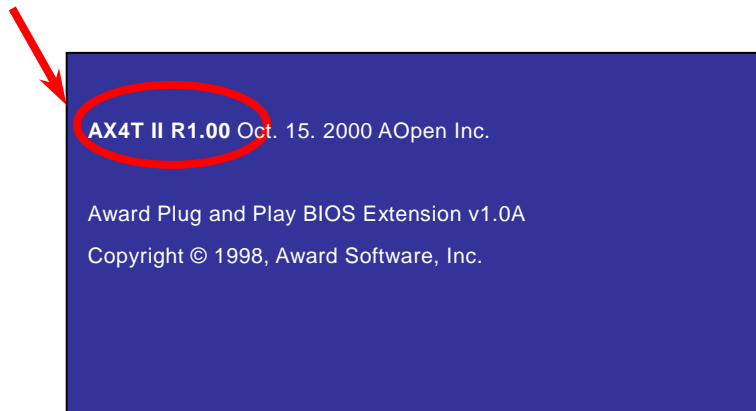 AX4T II R1.00 Oct. 15. 2000 AOpen Inc.
Award Plug and Play BIOS Extension v1.0A
Copyright © 1998, Award Software, Inc.